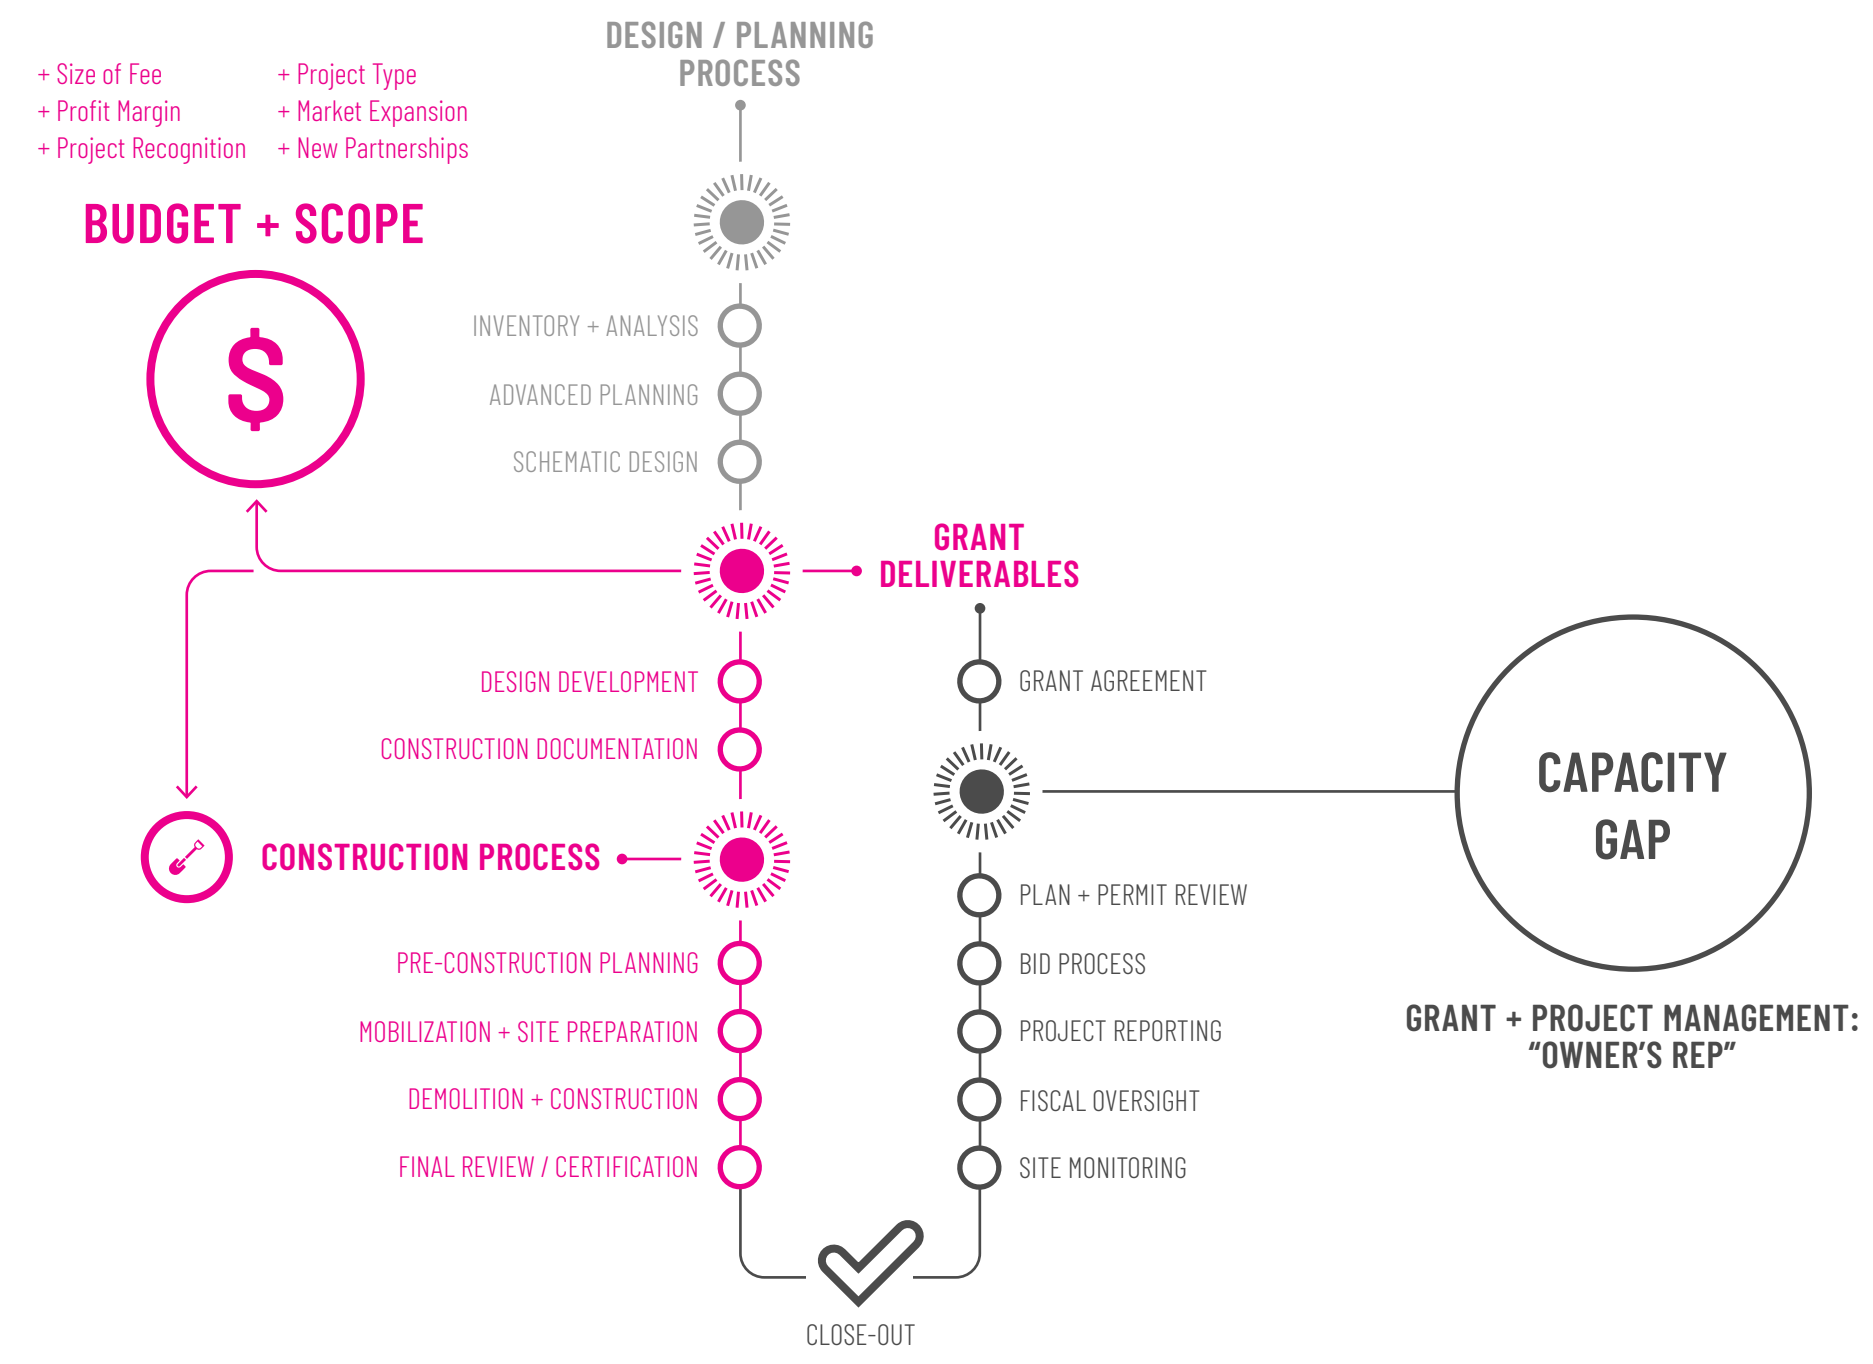 DESIGN / PLANNING
PROCESS
+ Size of Fee
+ Profit Margin
+ Project Recognition
+ Project Type
+ Market Expansion
+ New Partnerships
BUDGET + SCOPE
$
INVENTORY + ANALYSIS
ADVANCED PLANNING
SCHEMATIC DESIGN
GRANT
DELIVERABLES
DESIGN DEVELOPMENT
CONSTRUCTION DOCUMENTATION
CONSTRUCTION PROCESS
PRE-CONSTRUCTION PLANNING
MOBILIZATION + SITE PREPARATION
DEMOLITION + CONSTRUCTION
FINAL REVIEW / CERTIFICATION
GRANT AGREEMENT
PLAN + PERMIT REVIEW
BID PROCESS
PROJECT REPORTING
FISCAL OVERSIGHT
SITE MONITORING
CAPACITY
GAP
GRANT + PROJECT MANAGEMENT:
“OWNER’S REP”
CLOSE-OUT